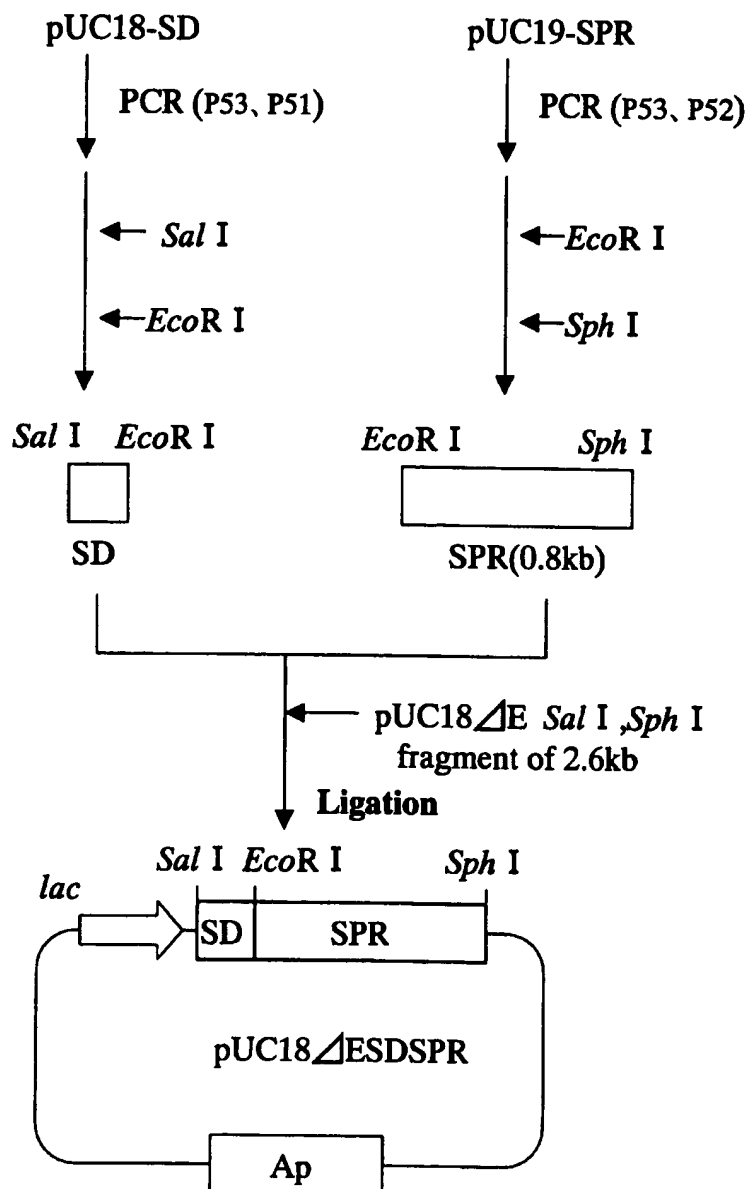 pUC18-SD
pUC19-SPR
PCR (P53、P51)
PCR (P53、P52)
Sal I
EcoR I
EcoR I
Sph I
Sal I EcoR I
EcoR I Sph I
SD
SPR(0.8kb)
pUC18⊿E Sal I ,Sph I
fragment of 2.6kb
Ligation
Sal I EcoR I Sph I
lac
SD
SPR
pUC18⊿ESDSPR
Ap